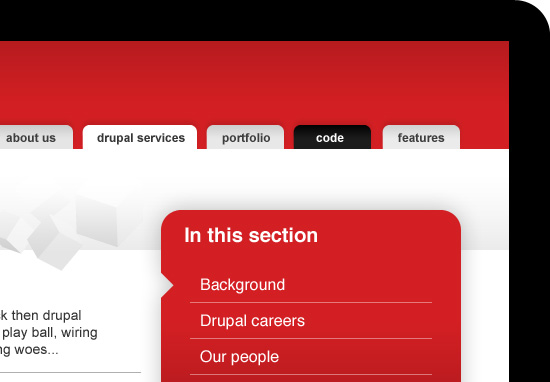 about us drupal services portfolio code features
In this section
Background
Drupal careers
Our people
then drupal
play ball, wiring
woes...